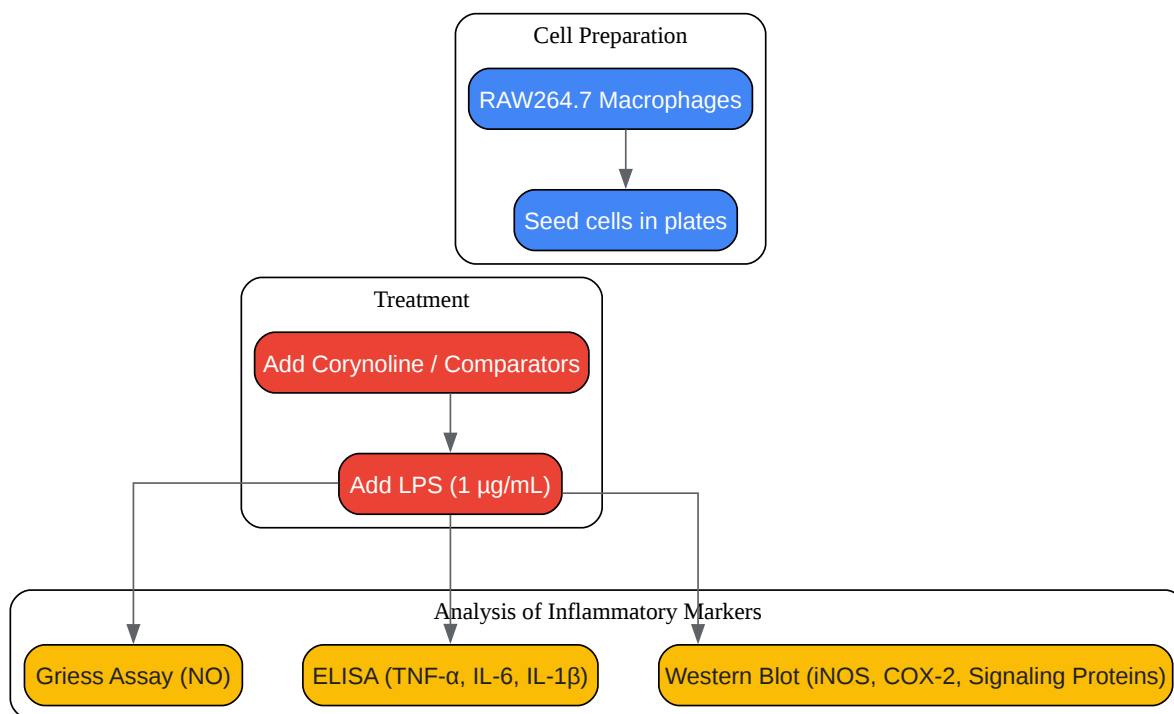 Cell Preparation
RAW264.7 Macrophages
Seed cells in plates
Treatment
Add Corynoline / Comparators
Add LPS (1 µg/mL)
Analysis of Inflammatory Markers
Griess Assay (NO)
ELISA (TNF-α, IL-6, IL-1β)
Western Blot (iNOS, COX-2, Signaling Proteins)